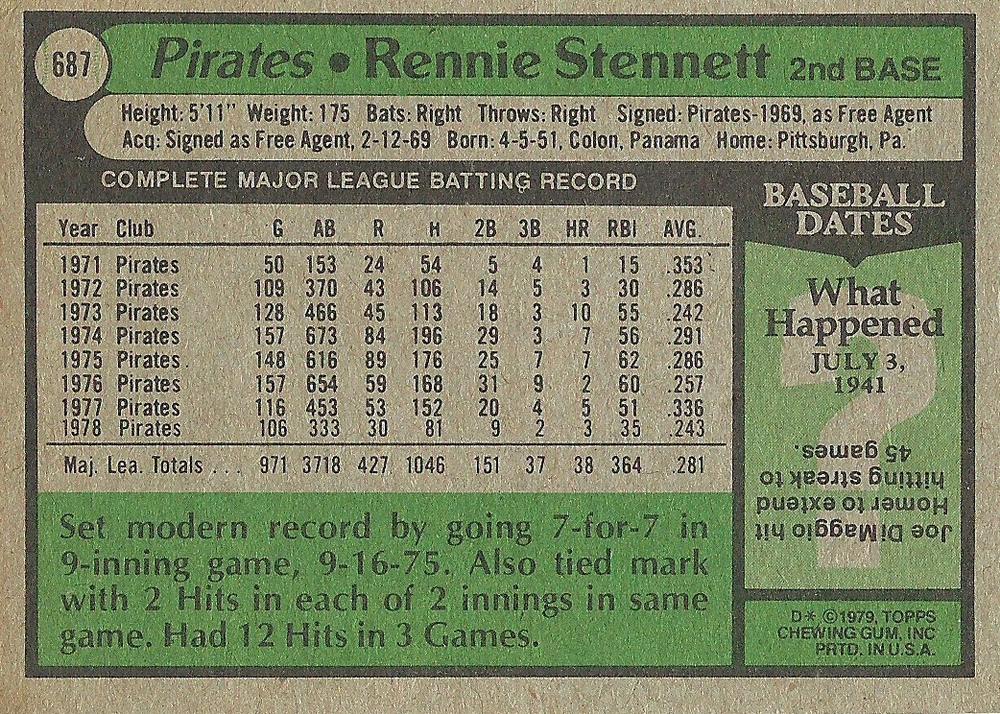 687 Pirates • Rennie Stennett 2nd BASE
Height: 5'11" Weight: 175 Bats: Right Throws: Right Signed: Pirates-1969, as Free Agent
Acq: Signed as Free Agent, 2-12-69 Born: 4-5-51, Colon, Panama Home: Pittsburgh, Pa.
COMPLETE MAJOR LEAGUE BATTING RECORD
Year Club G AB R H 2B 3B HR RBI AVG.
1971 Pirates 50 153 24 54 5 4 1 15 .353
1972 Pirates 109 370 43 106 14 5 3 30 .286
1973 Pirates 128 466 45 113 18 3 10 55 .242
1974 Pirates 157 673 84 196 29 3 7 56 .291
1975 Pirates 148 616 89 176 25 7 7 62 .286
1976 Pirates 157 654 59 168 31 9 2 60 .257
1977 Pirates 116 453 53 152 20 4 5 51 .336
1978 Pirates 106 333 30 81 9 2 3 35 .243
Maj. Lea. Totals ... 971 3718 427 1046 151 37 38 364 .281
Set modern record by going 7-for-7 in
9-inning game, 9-16-75. Also tied mark
with 2 Hits in each of 2 innings in same
game. Had 12 Hits in 3 Games.
BASEBALL
DATES
What
Happened
JULY 3,
1941
?
Joe DiMaggio hit
Homer to extend
hitting streak to
45 games.
D* ©1979, TOPPS
CHEWING GUM, INC
PRTD. IN U.S.A.